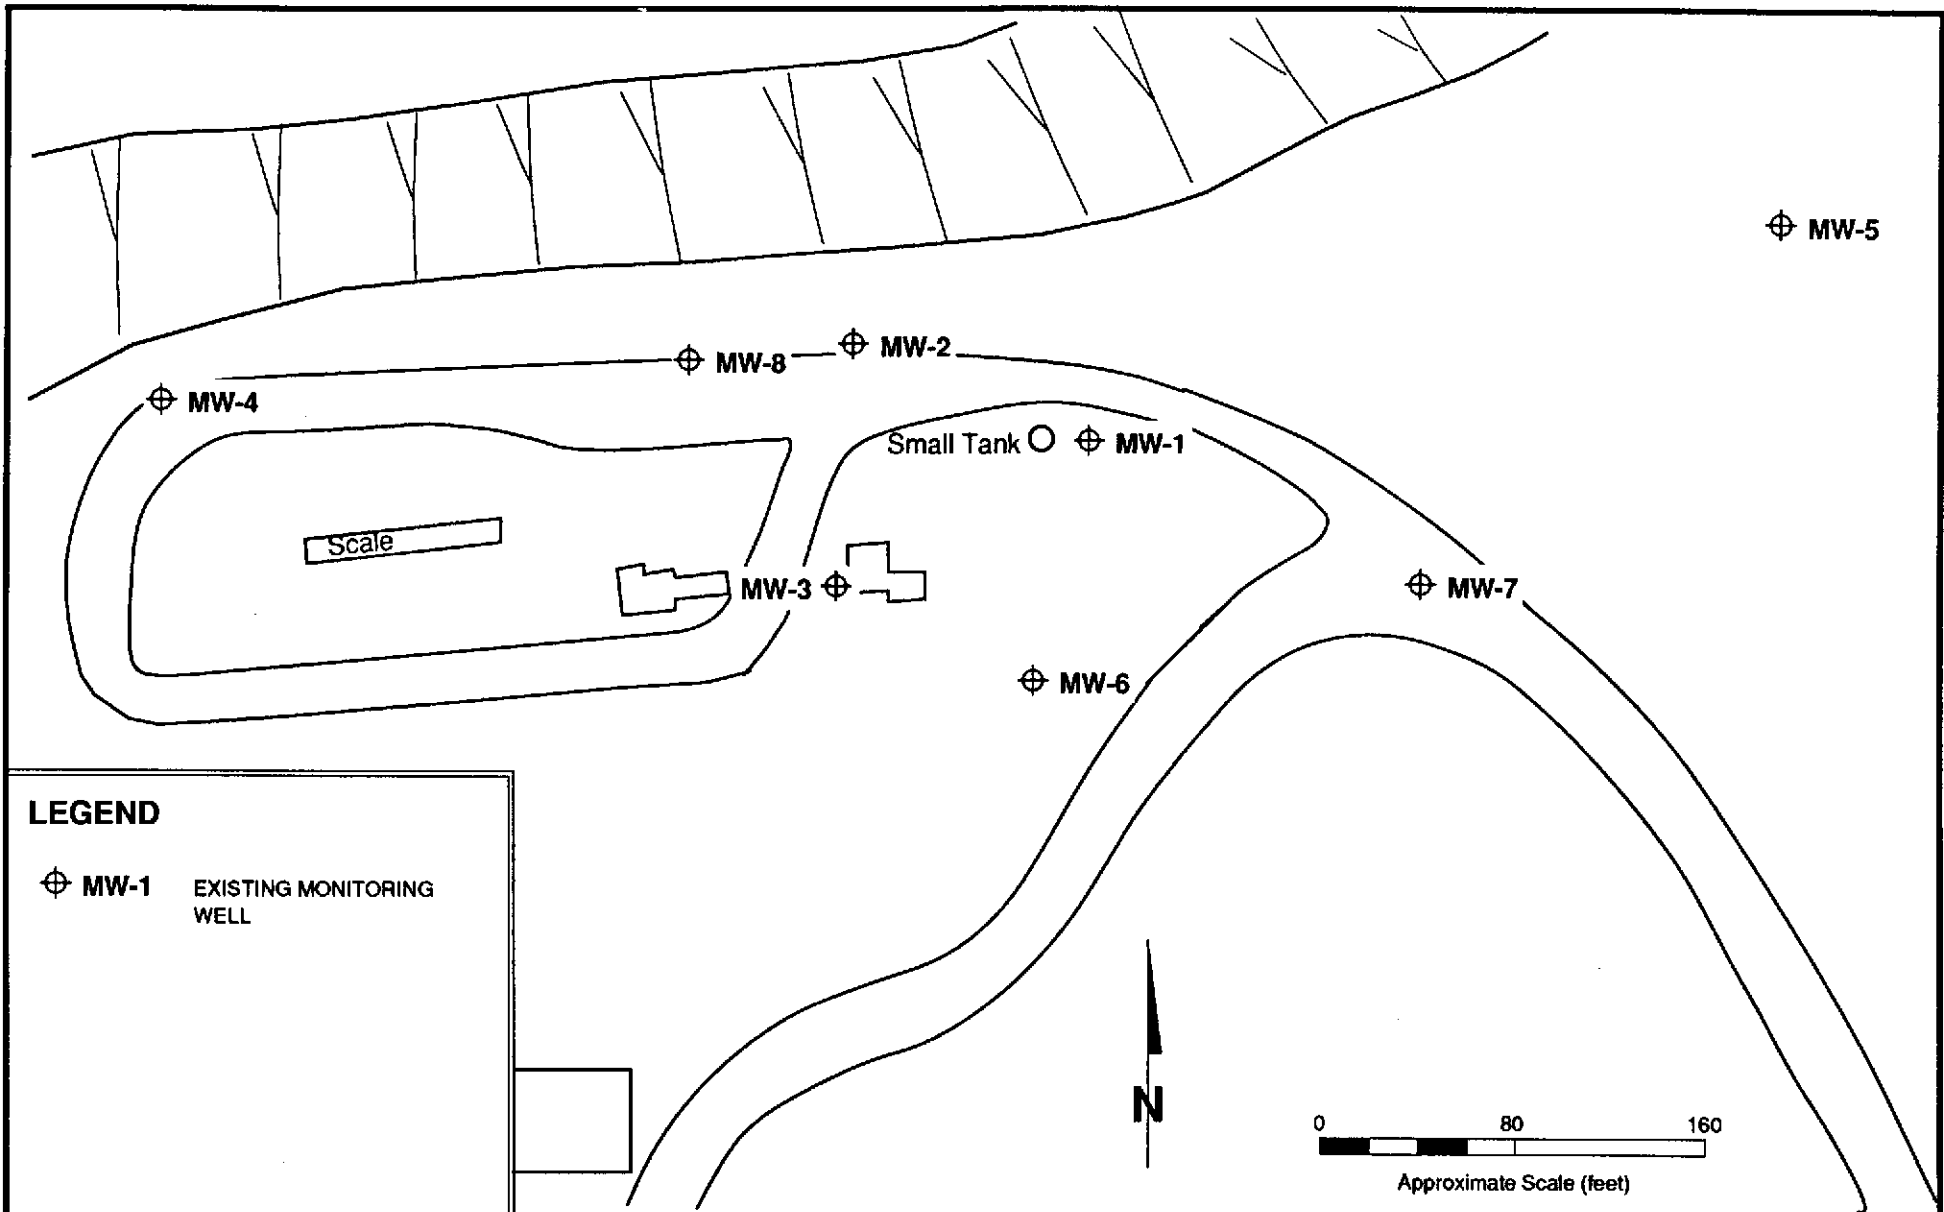 MW-5
MW-2
MW-8
MW-4
Small Tank
MW-1
Scale
MW-3
MW-7
MW-6
LEGEND
MW-1 EXISTING MONITORING
WELL
N
0 80 160
Approximate Scale (feet)